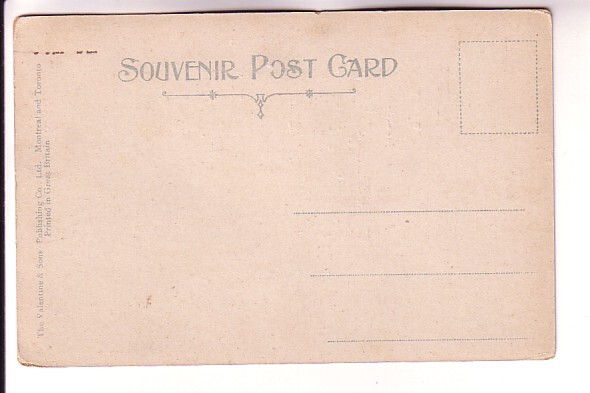 SOUVENIR POST CARD
The Valentine & Sons Publishing Co., Ltd. Montreal and Toronto
Printed in Great Britain